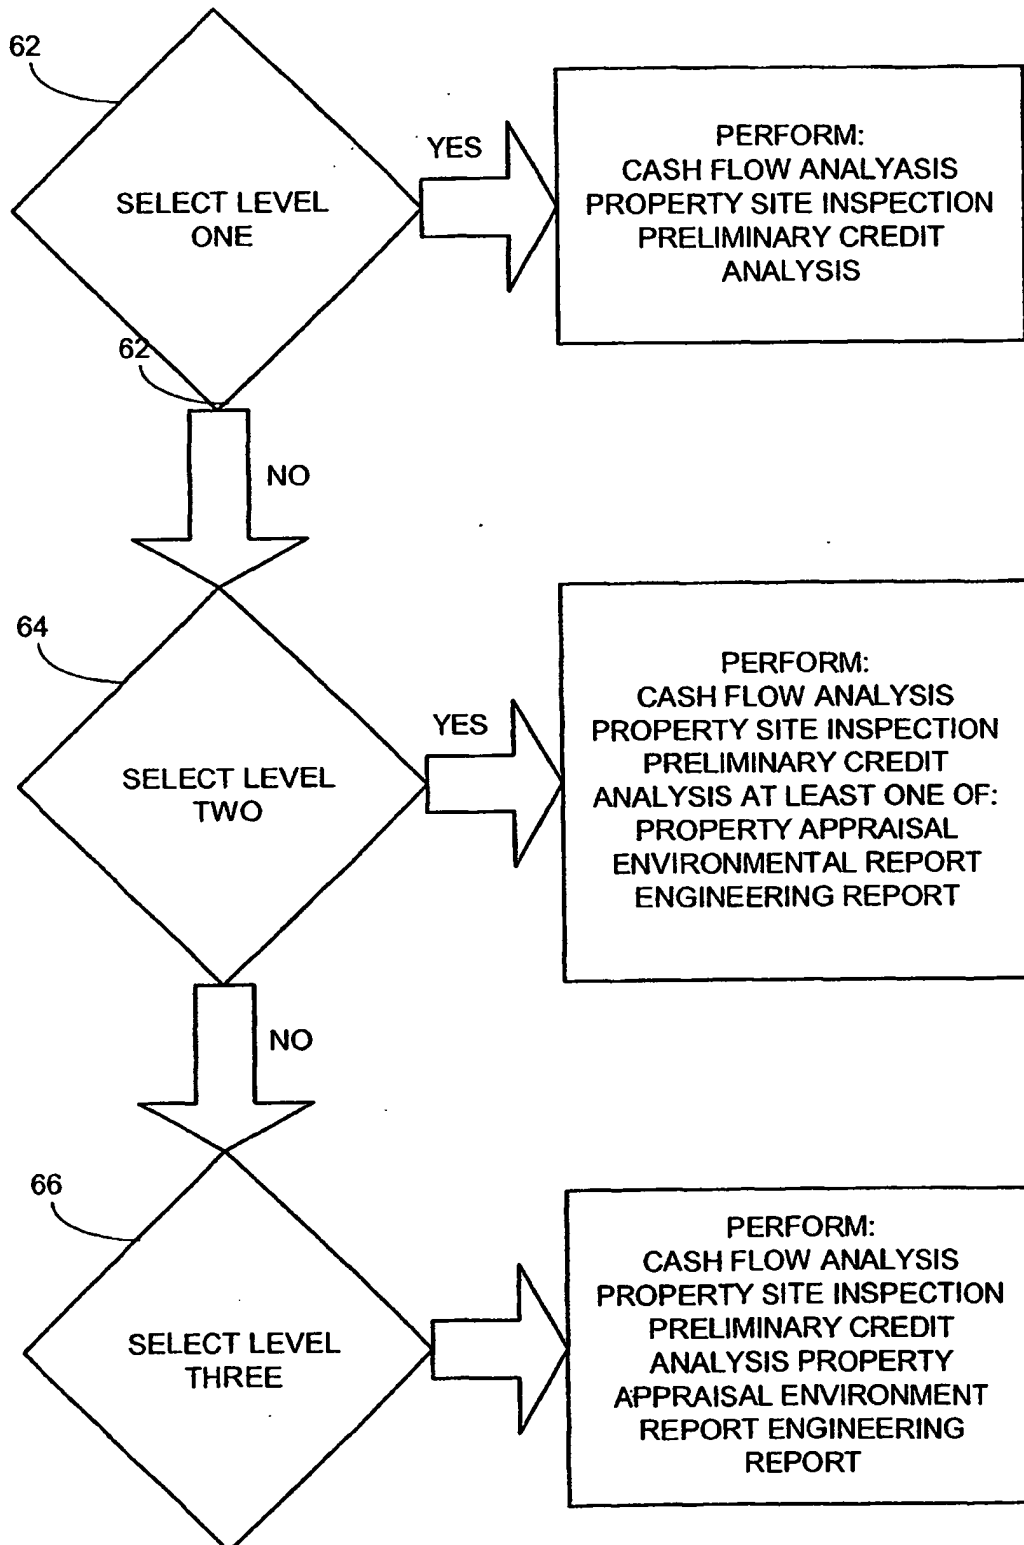 62
SELECT LEVEL
ONE
YES
PERFORM:
CASH FLOW ANALYASIS
PROPERTY SITE INSPECTION
PRELIMINARY CREDIT
ANALYSIS
62
NO
64
SELECT LEVEL
TWO
YES
PERFORM:
CASH FLOW ANALYSIS
PROPERTY SITE INSPECTION
PRELIMINARY CREDIT
ANALYSIS AT LEAST ONE OF:
PROPERTY APPRAISAL
ENVIRONMENTAL REPORT
ENGINEERING REPORT
NO
66
SELECT LEVEL
THREE
PERFORM:
CASH FLOW ANALYSIS
PROPERTY SITE INSPECTION
PRELIMINARY CREDIT
ANALYSIS PROPERTY
APPRAISAL ENVIRONMENT
REPORT ENGINEERING
REPORT